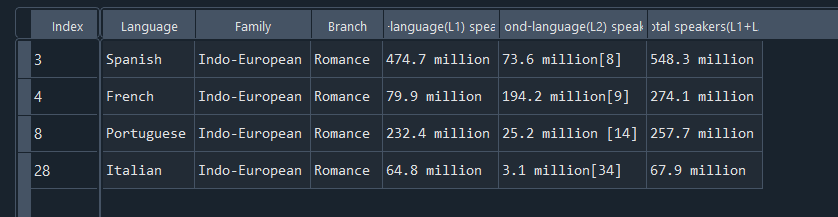 Index Language Family Branch -language(L1) spea ond-language(L2) speak otal speakers(L1+L
3 Spanish Indo-European Romance 474.7 million 73.6 million[8] 548.3 million
4 French Indo-European Romance 79.9 million 194.2 million[9] 274.1 million
8 Portuguese Indo-European Romance 232.4 million 25.2 million [14] 257.7 million
28 Italian Indo-European Romance 64.8 million 3.1 million[34] 67.9 million